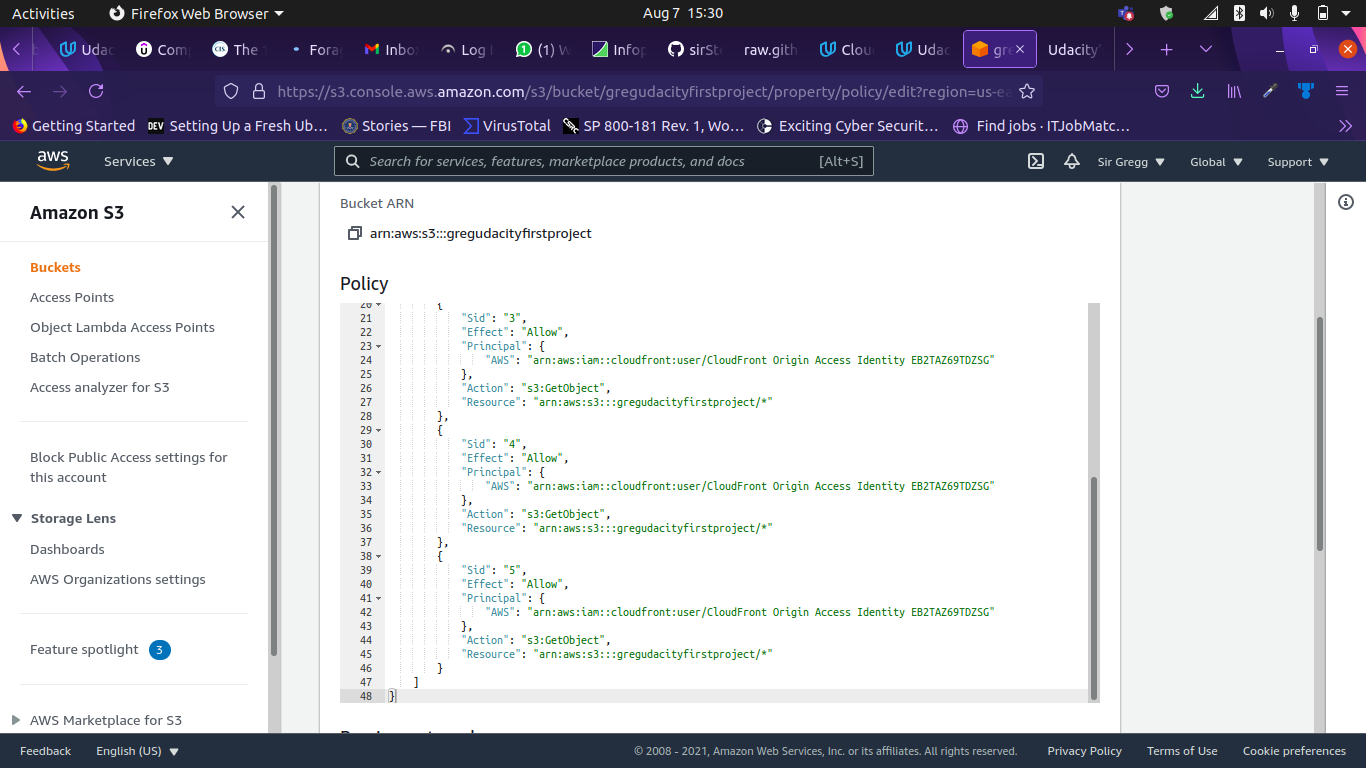 Activities Firefox Web Browser Aug 7 15:30
Udac Com The Fora Inbo Log (1) W Infop sirSt raw.gith Clou Udac gre Udacity'
https://s3.console.aws.amazon.com/s3/bucket/gregudacityfirstproject/property/policy/edit?region=us-ea
Getting Started Setting Up a Fresh Ub… Stories — FBI VirusTotal SP 800-181 Rev. 1, Wo… Exciting Cyber Securit… Find jobs · ITJobMatc…
aws Services Search for services, features, marketplace products, and docs [Alt+S] Sir Gregg Global Support
Amazon S3
Buckets
Access Points
Object Lambda Access Points
Batch Operations
Access analyzer for S3
Block Public Access settings for
this account
Storage Lens
Dashboards
AWS Organizations settings
Feature spotlight 3
AWS Marketplace for S3
Bucket ARN
arn:aws:s3:::gregudacityfirstproject
Policy
20 {
21 "Sid": "3",
22 "Effect": "Allow",
23 "Principal": {
24 "AWS": "arn:aws:iam::cloudfront:user/CloudFront Origin Access Identity EB2TAZ69TDZSG"
25 },
26 "Action": "s3:GetObject",
27 "Resource": "arn:aws:s3:::gregudacityfirstproject/*"
28 },
29 {
30 "Sid": "4",
31 "Effect": "Allow",
32 "Principal": {
33 "AWS": "arn:aws:iam::cloudfront:user/CloudFront Origin Access Identity EB2TAZ69TDZSG"
34 },
35 "Action": "s3:GetObject",
36 "Resource": "arn:aws:s3:::gregudacityfirstproject/*"
37 },
38 {
39 "Sid": "5",
40 "Effect": "Allow",
41 "Principal": {
42 "AWS": "arn:aws:iam::cloudfront:user/CloudFront Origin Access Identity EB2TAZ69TDZSG"
43 },
44 "Action": "s3:GetObject",
45 "Resource": "arn:aws:s3:::gregudacityfirstproject/*"
46 }
47 ]
48 }
Feedback English (US) © 2008 - 2021, Amazon Web Services, Inc. or its affiliates. All rights reserved. Privacy Policy Terms of Use Cookie preferences